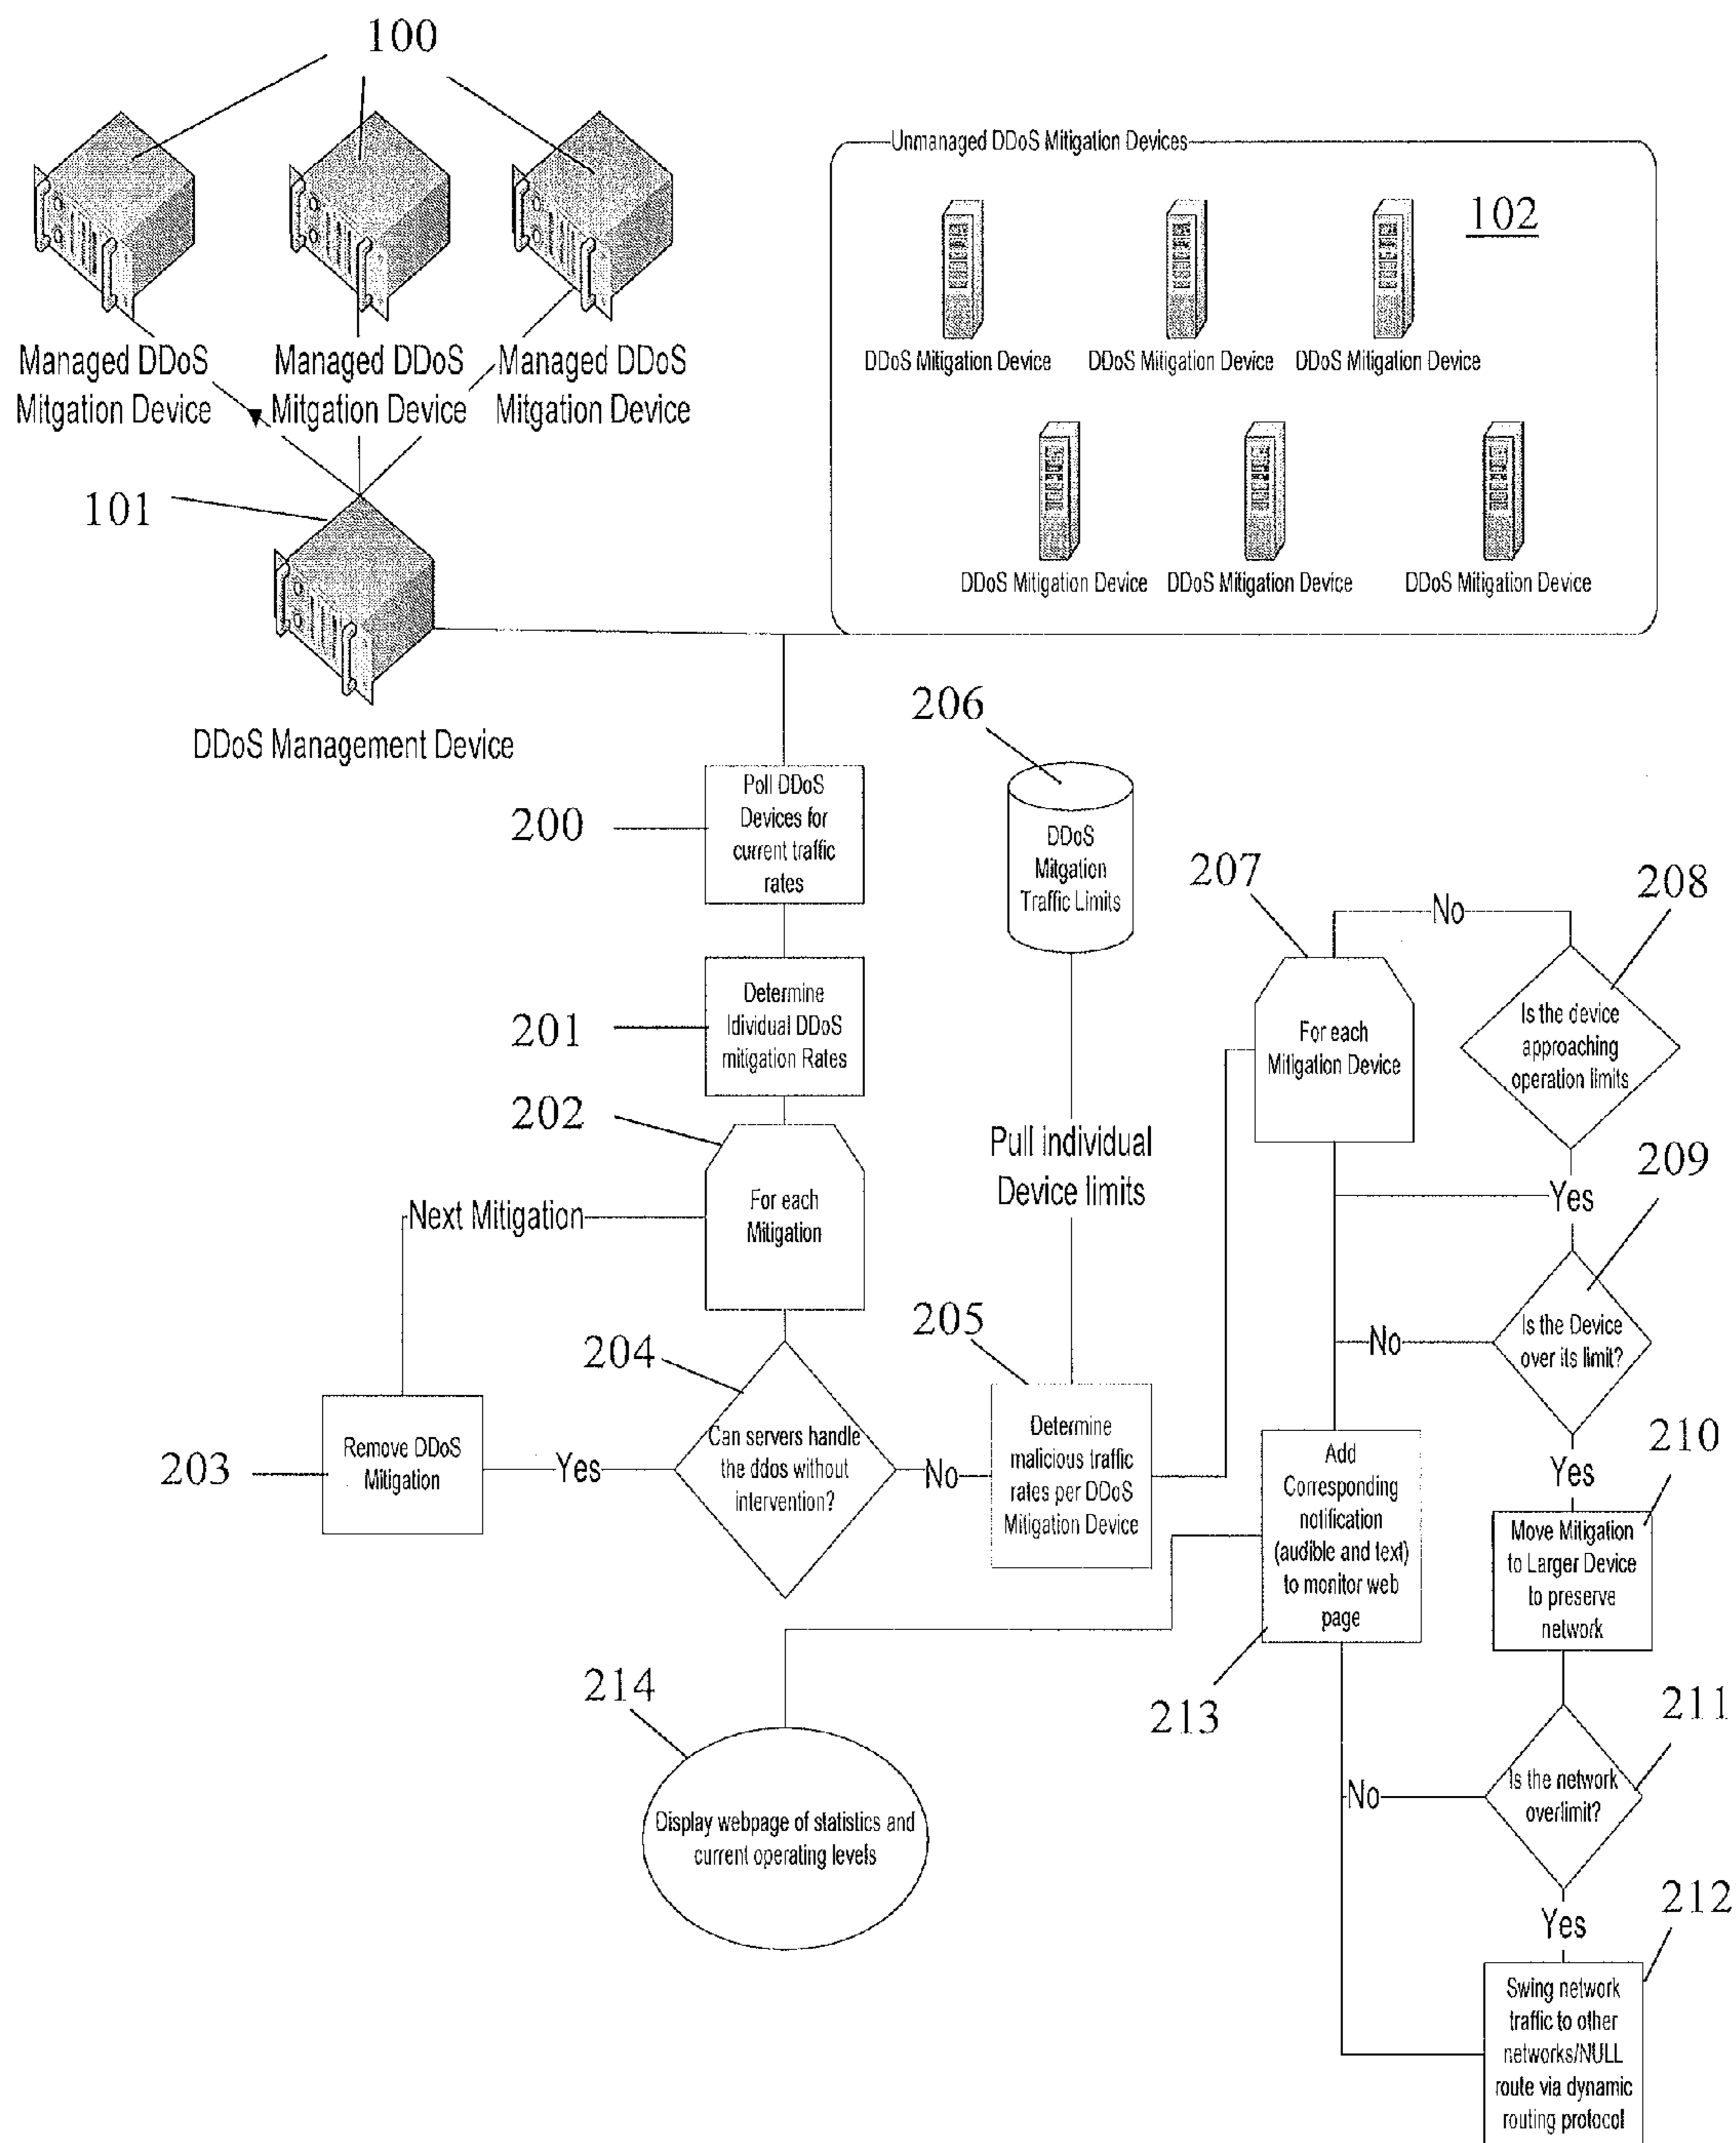 100
Unmanaged DDoS Mitigation Devices
102
DDoS Mitigation Device
DDoS Mitigation Device
DDoS Mitigation Device
Managed DDoS
Mitgation Device
Managed DDoS
Mitgation Device
Managed DDoS
Mitgation Device
DDoS Mitigation Device
DDoS Mitigation Device
DDoS Mitigation Device
101
DDoS Management Device
200
Poll DDoS
Devices for
current traffic
rates
201
Determine
Idividual DDoS
mitigation Rates
202
For each
Mitigation
Next Mitigation
203
Remove DDoS
Mitigation
Yes
204
Can servers handle
the ddos without
intervention?
No
205
Determine
malicious traffic
rates per DDoS
Mitigation Device
206
DDoS
Mitgation
Traffic Limits
Pull individual
Device limits
207
For each
Mitigation Device
No
208
Is the device
approaching
operation limits
Yes
209
Is the Device
over its limit?
No
Yes
210
Move Mitigation
to Larger Device
to preserve
network
211
Is the network
overlimit?
No
Yes
212
Swing network
traffic to other
networks/NULL
route via dynamic
routing protocol
213
Add
Corresponding
notification
(audible and text)
to monitor web
page
214
Display webpage of statistics and
current operating levels